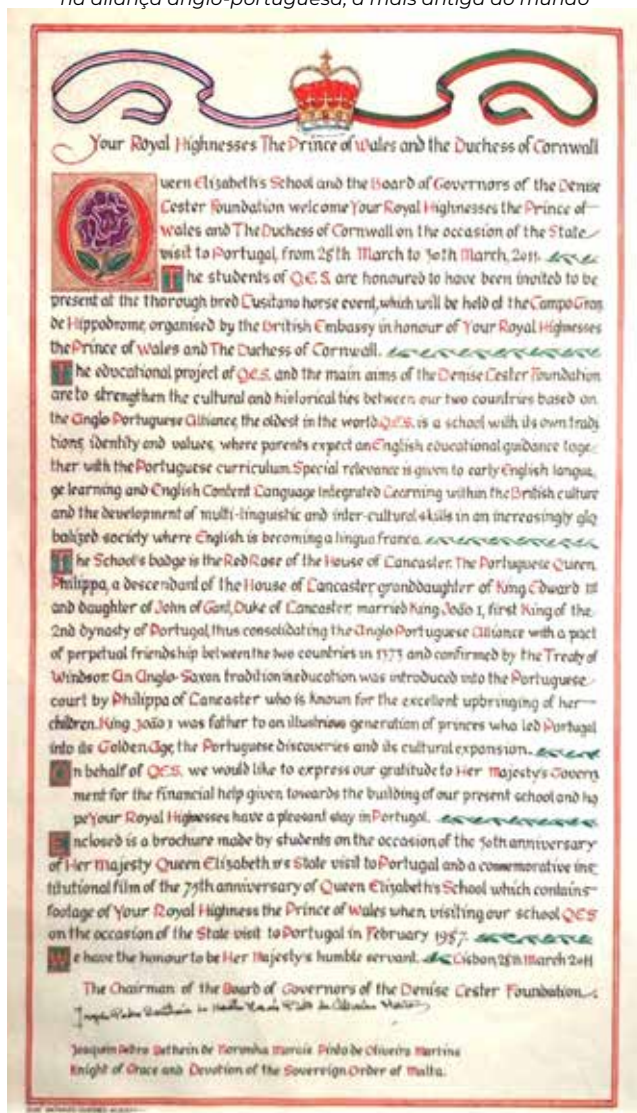 na aliança anglo-portuguesa, a mais antiga do mundo
Your Royal Highnesses The Prince of Wales and the Duchess of Cornwall
Queen Elizabeth's School and the Board of Governors of the Denise
Lester Foundation welcome Your Royal Highnesses the Prince of
Wales and The Duchess of Cornwall on the occasion of the State
visit to Portugal, from 28th March to 30th March, 2011.
The students of Q.E.S. are honoured to have been invited to be
present at the thorough bred Lusitano horse event, which will be held at the Campo Gran
de Hippodrome, organised by the British Embassy in honour of Your Royal Highnesses
the Prince of Wales and The Duchess of Cornwall.
The educational project of Q.E.S. and the main aims of the Denise Lester Foundation
are to strengthen the cultural and historical ties between our two countries based on
the Anglo Portuguese Alliance, the oldest in the world. Q.E.S. is a school with its own tradi
tions, identity and values, where parents expect an English educational guidance toge
ther with the Portuguese curriculum. Special relevance is given to early English langua
ge learning and English Content Language Integrated Learning within the British culture
and the development of multi-linguistic and inter-cultural skills in an increasingly glo
balized society where English is becoming a lingua franca.
The School's badge is the Red Rose of the House of Lancaster. The Portuguese Queen
Philippa, a descendant of the House of Lancaster, granddaughter of King Edward
and daughter of John of Gant, Duke of Lancaster, married King João I, first King of the
2nd dynasty of Portugal, thus consolidating the Anglo Portuguese Alliance with a pact
of perpetual friendship between the two countries in 1373 and confirmed by the Treaty of
Windsor. An Anglo-Saxon tradition in education was introduced into the Portuguese
court by Philippa of Lancaster who is known for the excellent upbringing of her
children. King João I was father to an illustrious generation of princes who led Portugal
into its Golden Age, the Portuguese discoveries and its cultural expansion.
On behalf of Q.E.S. we would like to express our gratitude to Her Majesty's Govern
ment for the financial help given towards the building of our present school and ho
pe Your Royal Highnesses have a pleasant stay in Portugal.
Enclosed is a brochure made by students on the occasion of the 50th anniversary
of Her Majesty Queen Elizabeth II's State visit to Portugal and a commemorative ins
titutional film of the 75th anniversary of Queen Elizabeth's School which contains
footage of Your Royal Highness the Prince of Wales when visiting our school QES
on the occasion of the State visit to Portugal in February 1987.
We have the honour to be Her Majesty's humble servant. Lisbon, 28th March 2011
The Chairman of the Board of Governors of the Denise Lester Foundation.
Joaquim Pedro de Noronha Morais Pinto de Oliveira Martins
Knight of Grace and Devotion of the Sovereign Order of Malta.